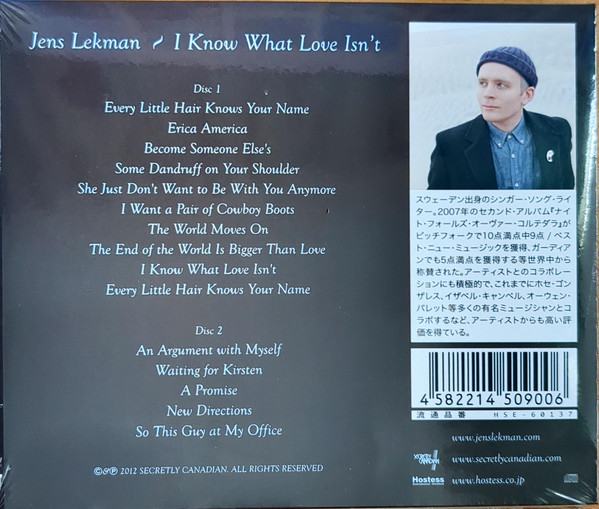 Jens Lekman ~ I Know What Love Isn't
Disc 1
Every Little Hair Knows Your Name
Erica America
Become Someone Else's
Some Dandruff on Your Shoulder
She Just Don't Want to Be With You Anymore
I Want a Pair of Cowboy Boots
The World Moves On
The End of the World Is Bigger Than Love
I Know What Love Isn't
Every Little Hair Knows Your Name
Disc 2
An Argument with Myself
Waiting for Kirsten
A Promise
New Directions
So This Guy at My Office
©&℗ 2012 SECRETLY CANADIAN. ALL RIGHTS RESERVED
スウェーデン出身のシンガー・ソング・ライ
ター。2007年のセカンド・アルバム『ナイ
ト・フォールズ・オーヴァー・コルテダラ』が
ピッチフォークで10点満点中9点 / ベス
ト・ニュー・ミュージックを獲得、ガーディアン
でも5点満点を獲得する等世界中から
称賛された。アーティストとのコラボレーシ
ョンにも積極的で、これまでにホセ・ゴン
ザレス、イザベル・キャンベル、オーウェン・
パレット等多くの有名ミュージシャンとコ
ラボするなど、アーティストからも高い評
価を得ている。
4 582214 509006
流通品番 HSE-60137
www.jenslekman.com
SECRETLY CANADIAN www.secretlycanadian.com
Hostess www.hostess.co.jp